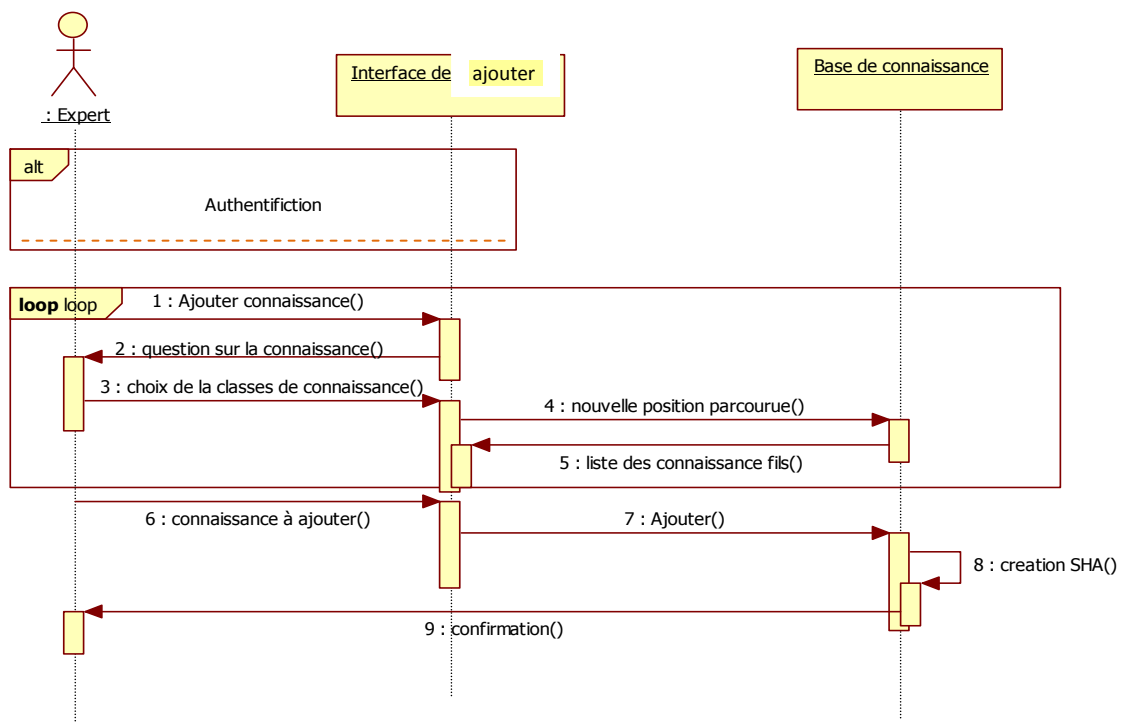 : Expert
Interface de ajouter
Base de connaissance
alt
Authentifiction
loop loop
1 : Ajouter connaissance()
2 : question sur la connaissance()
3 : choix de la classes de connaissance()
4 : nouvelle position parcourue()
5 : liste des connaissance fils()
6 : connaissance à ajouter()
7 : Ajouter()
8 : creation SHA()
9 : confirmation()